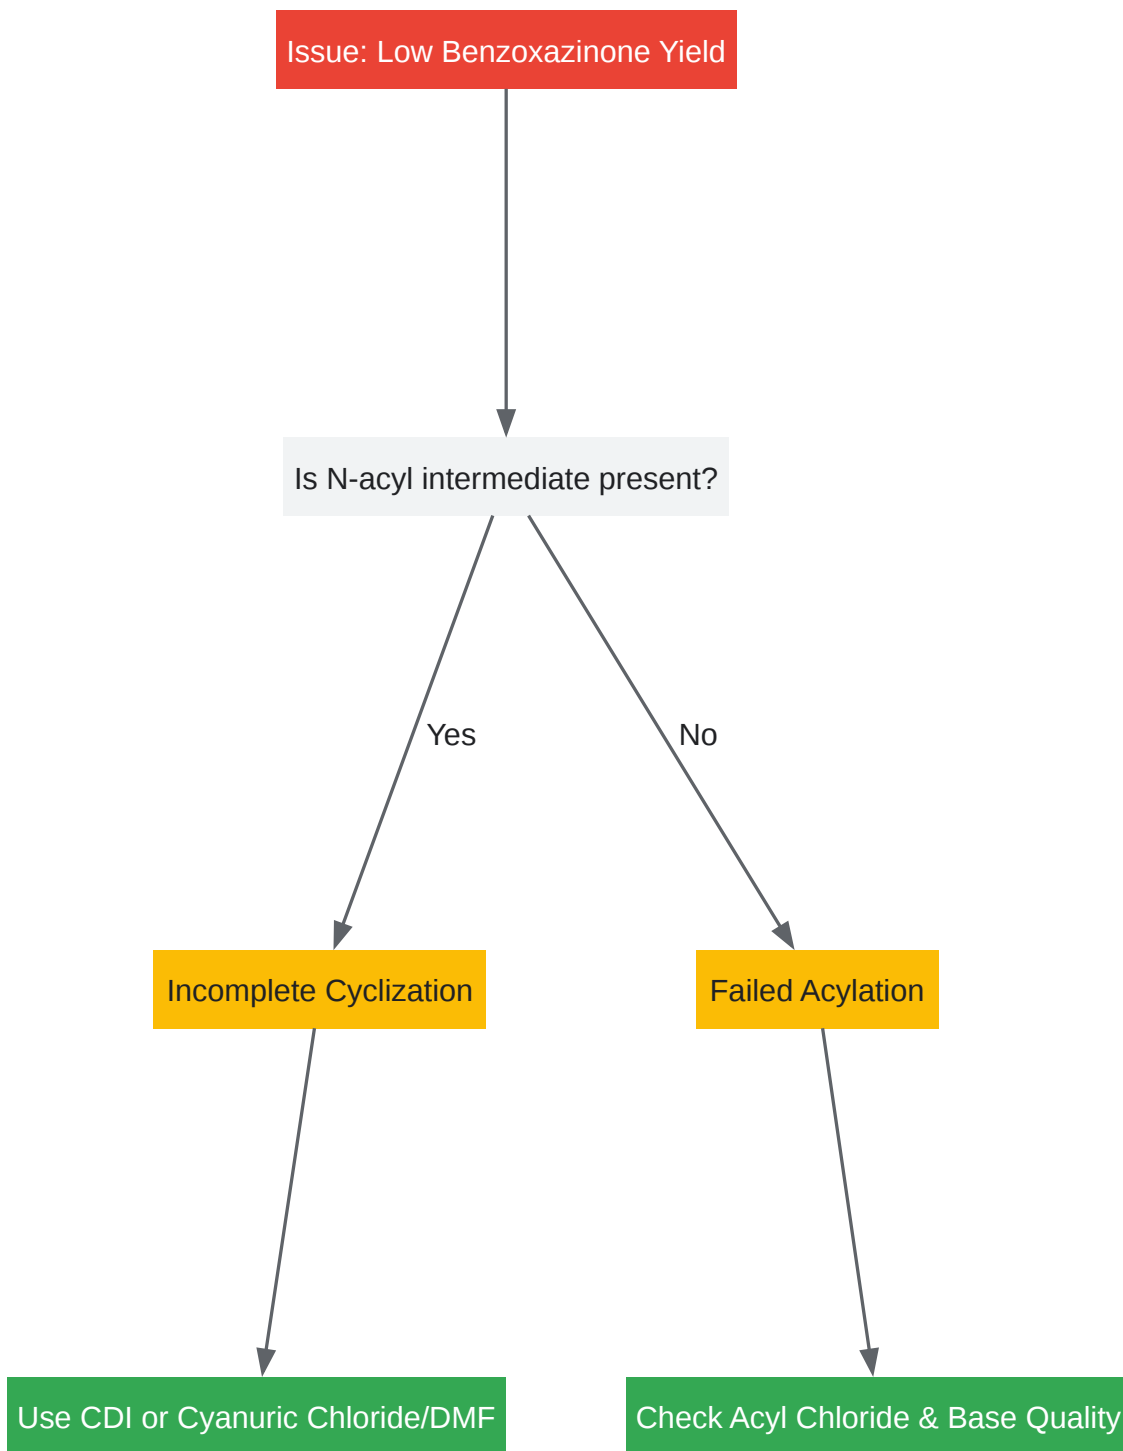 Issue: Low Benzoxazinone Yield
Is N-acyl intermediate present?
Yes
No
Incomplete Cyclization
Failed Acylation
Use CDI or Cyanuric Chloride/DMF
Check Acyl Chloride & Base Quality